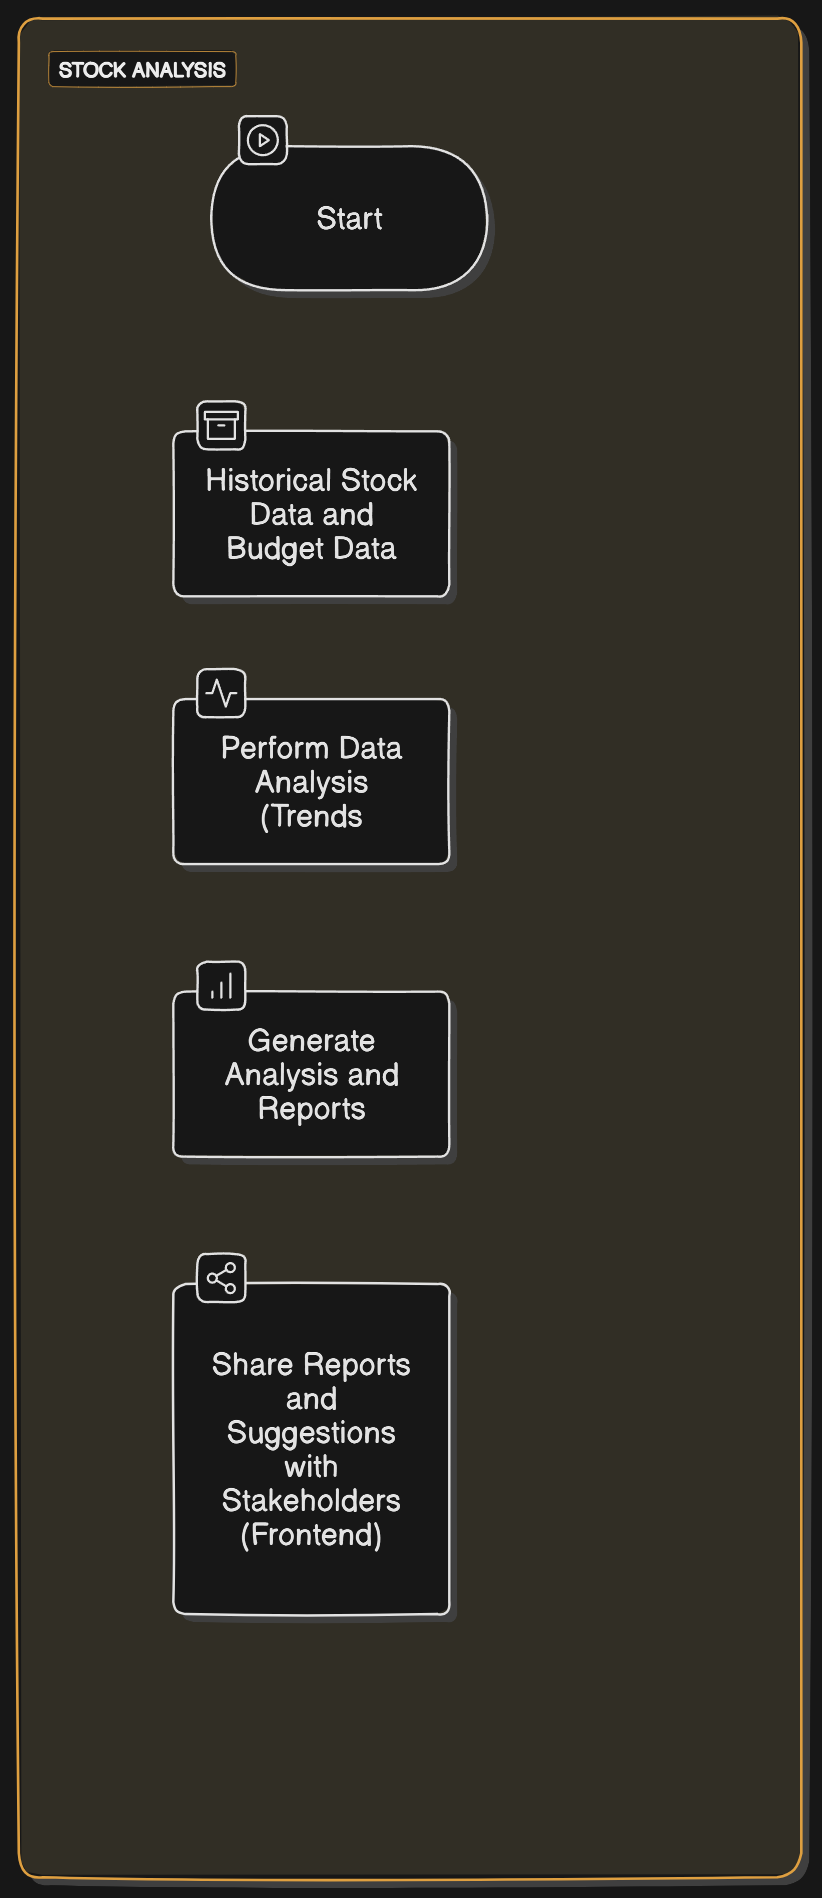 STOCK ANALYSIS
Start
Historical Stock
Data and
Budget Data
Perform Data
Analysis
(Trends
Generate
Analysis and
Reports
Share Reports
and
Suggestions
with
Stakeholders
(Frontend)